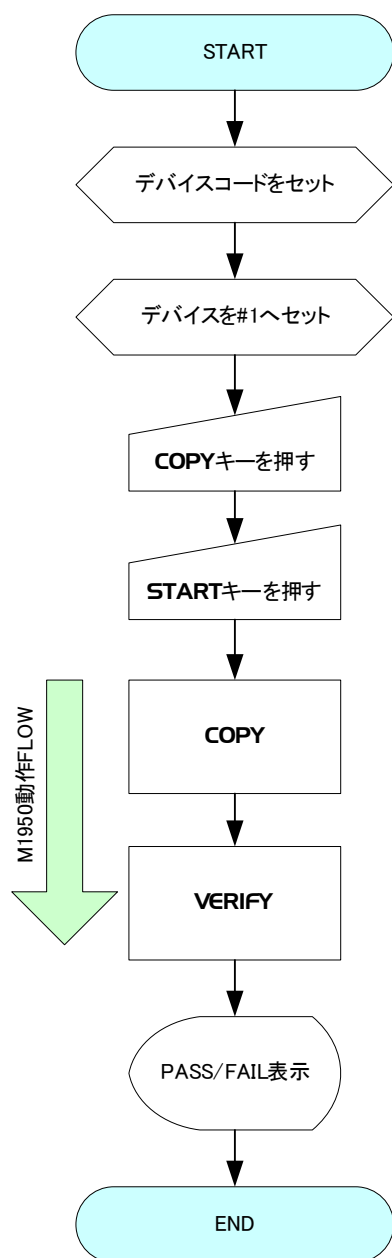 START
デバイスコードをセット
デバイスを#1へセット
COPYキーを押す
STARTキーを押す
M1950動作FLOW
COPY
VERIFY
PASS/FAIL表示
END